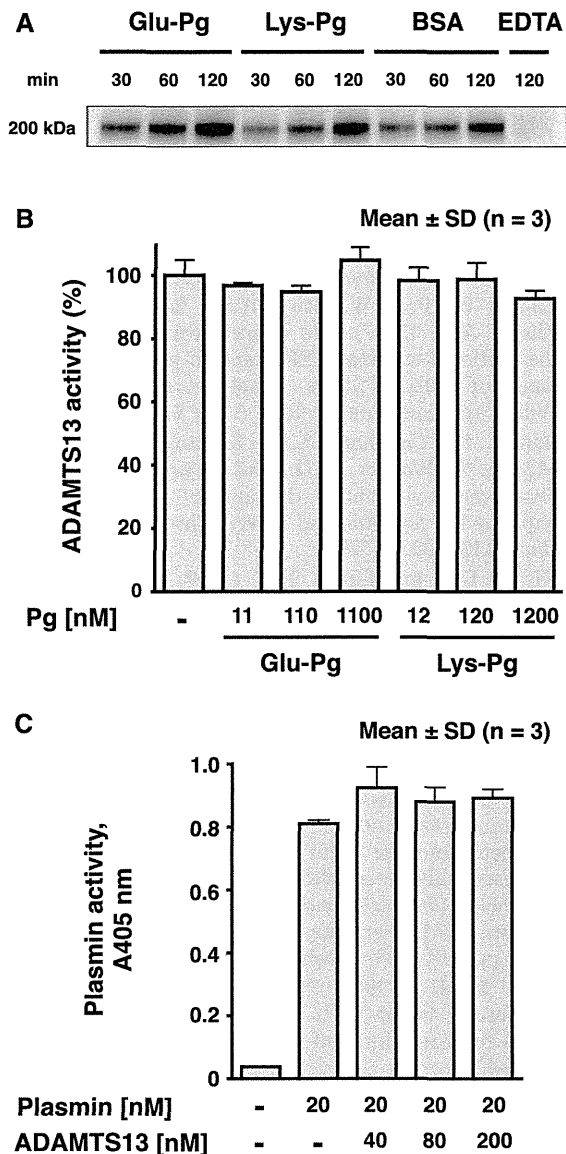 A
Glu-Pg Lys-Pg BSA EDTA
min 30 60 120 30 60 120 30 60 120 120
200 kDa
B
Mean ± SD (n = 3)
ADAMTS13 activity (%)
100
80
60
40
20
0
Pg [nM] - 11 110 1100 12 120 1200
Glu-Pg Lys-Pg
C
Mean ± SD (n = 3)
Plasmin activity,
A405 nm
1.0
0.8
0.6
0.4
0.2
0
Plasmin [nM] - 20 20 20 20
ADAMTS13 [nM] - - 40 80 200